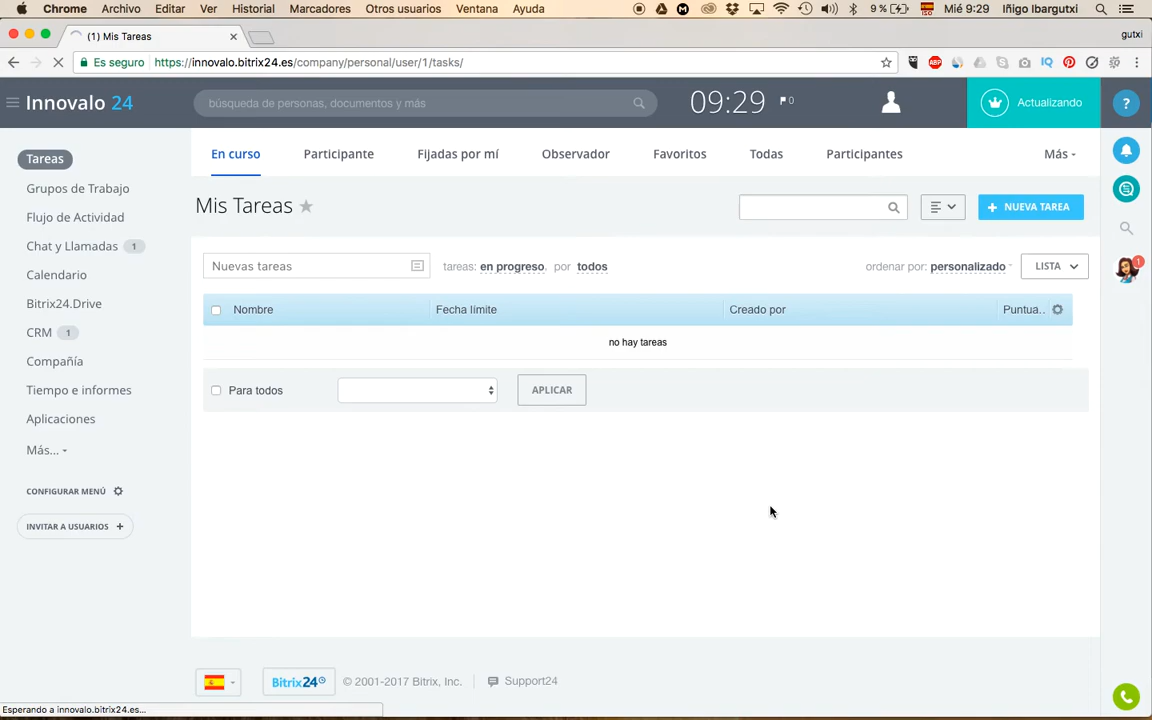 Chrome Archivo Editar Ver Historial Marcadores Otros usuarios Ventana Ayuda 9 % Mié 9:29 Iñigo Ibargutxi
(1) Mis Tareas gutxi
Es seguro https://innovalo.bitrix24.es/company/personal/user/1/tasks/
Innovalo 24 búsqueda de personas, documentos y más 09:29 0 Actualizando ?
Tareas
Grupos de Trabajo
Flujo de Actividad
Chat y Llamadas 1
Calendario
Bitrix24.Drive
CRM 1
Compañía
Tiempo e informes
Aplicaciones
Más...
CONFIGURAR MENÚ
INVITAR A USUARIOS +
En curso Participante Fijadas por mí Observador Favoritos Todas Participantes Más
Mis Tareas + NUEVA TAREA
Nuevas tareas tareas: en progreso, por todos ordenar por: personalizado LISTA
Nombre Fecha límite Creado por Puntua..
no hay tareas
Para todos APLICAR
1
Bitrix24 © 2001-2017 Bitrix, Inc. Support24
Esperando a innovalo.bitrix24.es...